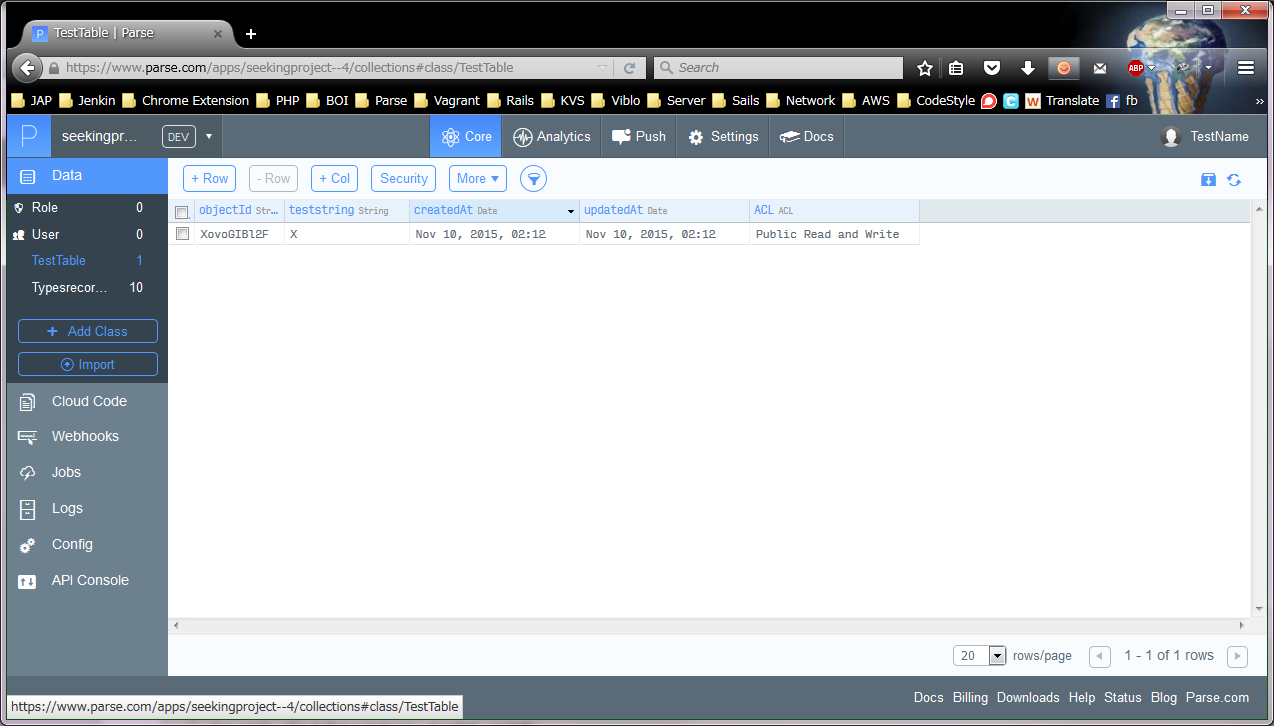 TestTable | Parse
https://www.parse.com/apps/seekingproject--4/collections#class/TestTable
Search
ABP
JAP Jenkin Chrome Extension PHP BOI Parse Vagrant Rails KVS Viblo Server Sails Network AWS CodeStyle Translate fb
seekingpr... DEV Core Analytics Push Settings Docs TestName
Data
+ Row - Row + Col Security More
objectId Str... teststring String createdAt Date updatedAt Date ACL ACL
XovoGIBl2F X Nov 10, 2015, 02:12 Nov 10, 2015, 02:12 Public Read and Write
Role 0
User 0
TestTable 1
Typesrecor... 10
+ Add Class
Import
Cloud Code
Webhooks
Jobs
Logs
Config
API Console
20 rows/page 1 - 1 of 1 rows
Docs Billing Downloads Help Status Blog Parse.com
https://www.parse.com/apps/seekingproject--4/collections#class/TestTable